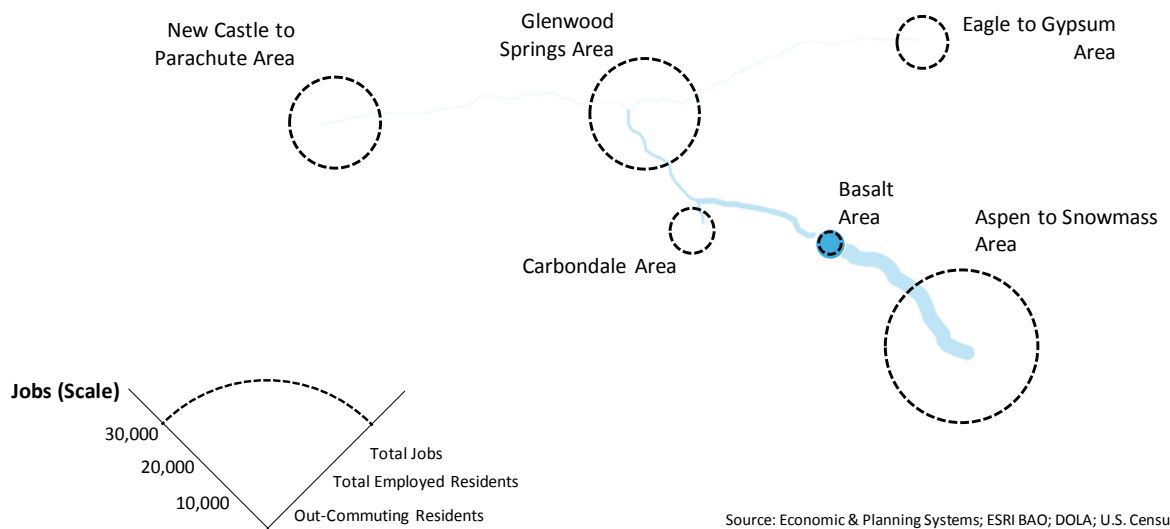 New Castle to
Parachute Area
Glenwood
Springs Area
Eagle to Gypsum
Area
Basalt
Area
Aspen to Snowmass
Area
Carbondale Area
Jobs (Scale)
30,000
20,000
10,000
Total Jobs
Total Employed Residents
Out-Commuting Residents
Source: Economic & Planning Systems; ESRI BAO; DOLA; U.S. Censu